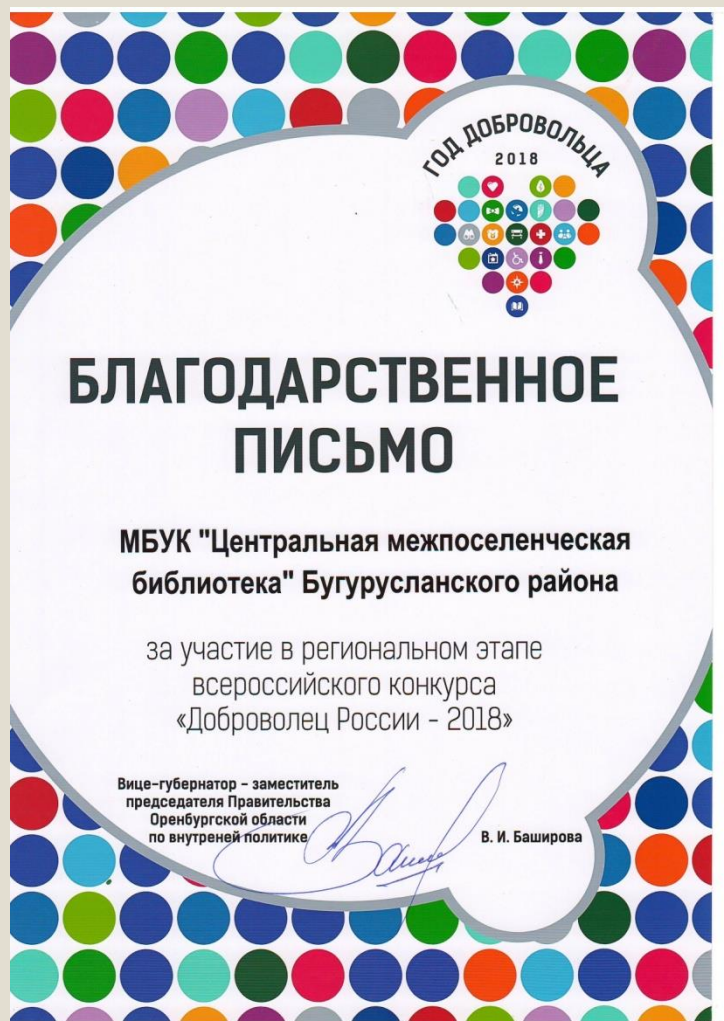 ГОД ДОБРОВОЛЬЦА
2018
БЛАГОДАРСТВЕННОЕ
ПИСЬМО
МБУК "Центральная межпоселенческая
библиотека" Бугурусланского района
за участие в региональном этапе
всероссийского конкурса
«Доброволец России - 2018»
Вице-губернатор - заместитель
председателя Правительства
Оренбургской области
по внутреней политике
В. И. Баширова